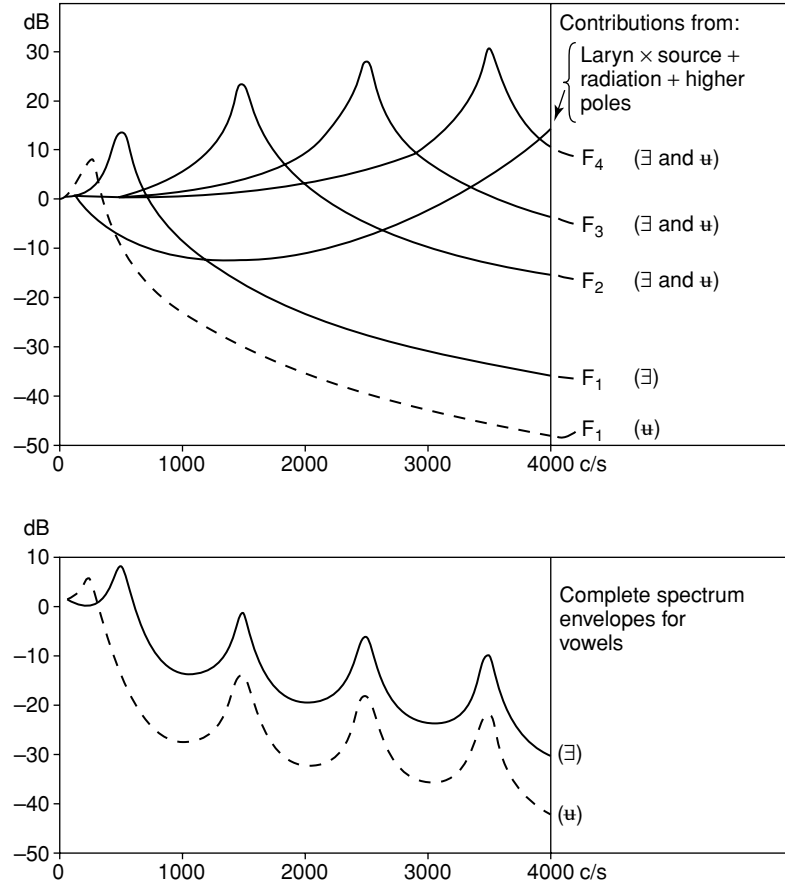 dB
30
20
10
0
−10
−20
−30
−40
−50
0
1000
2000
3000
4000 c/s
Contributions from:
Laryn × source +
radiation + higher
poles
F4 (∃ and ʉ)
F3 (∃ and ʉ)
F2 (∃ and ʉ)
F1 (∃)
F1 (ʉ)
dB
10
0
−10
−20
−30
−40
−50
0
1000
2000
3000
4000 c/s
Complete spectrum
envelopes for
vowels
(∃)
(ʉ)